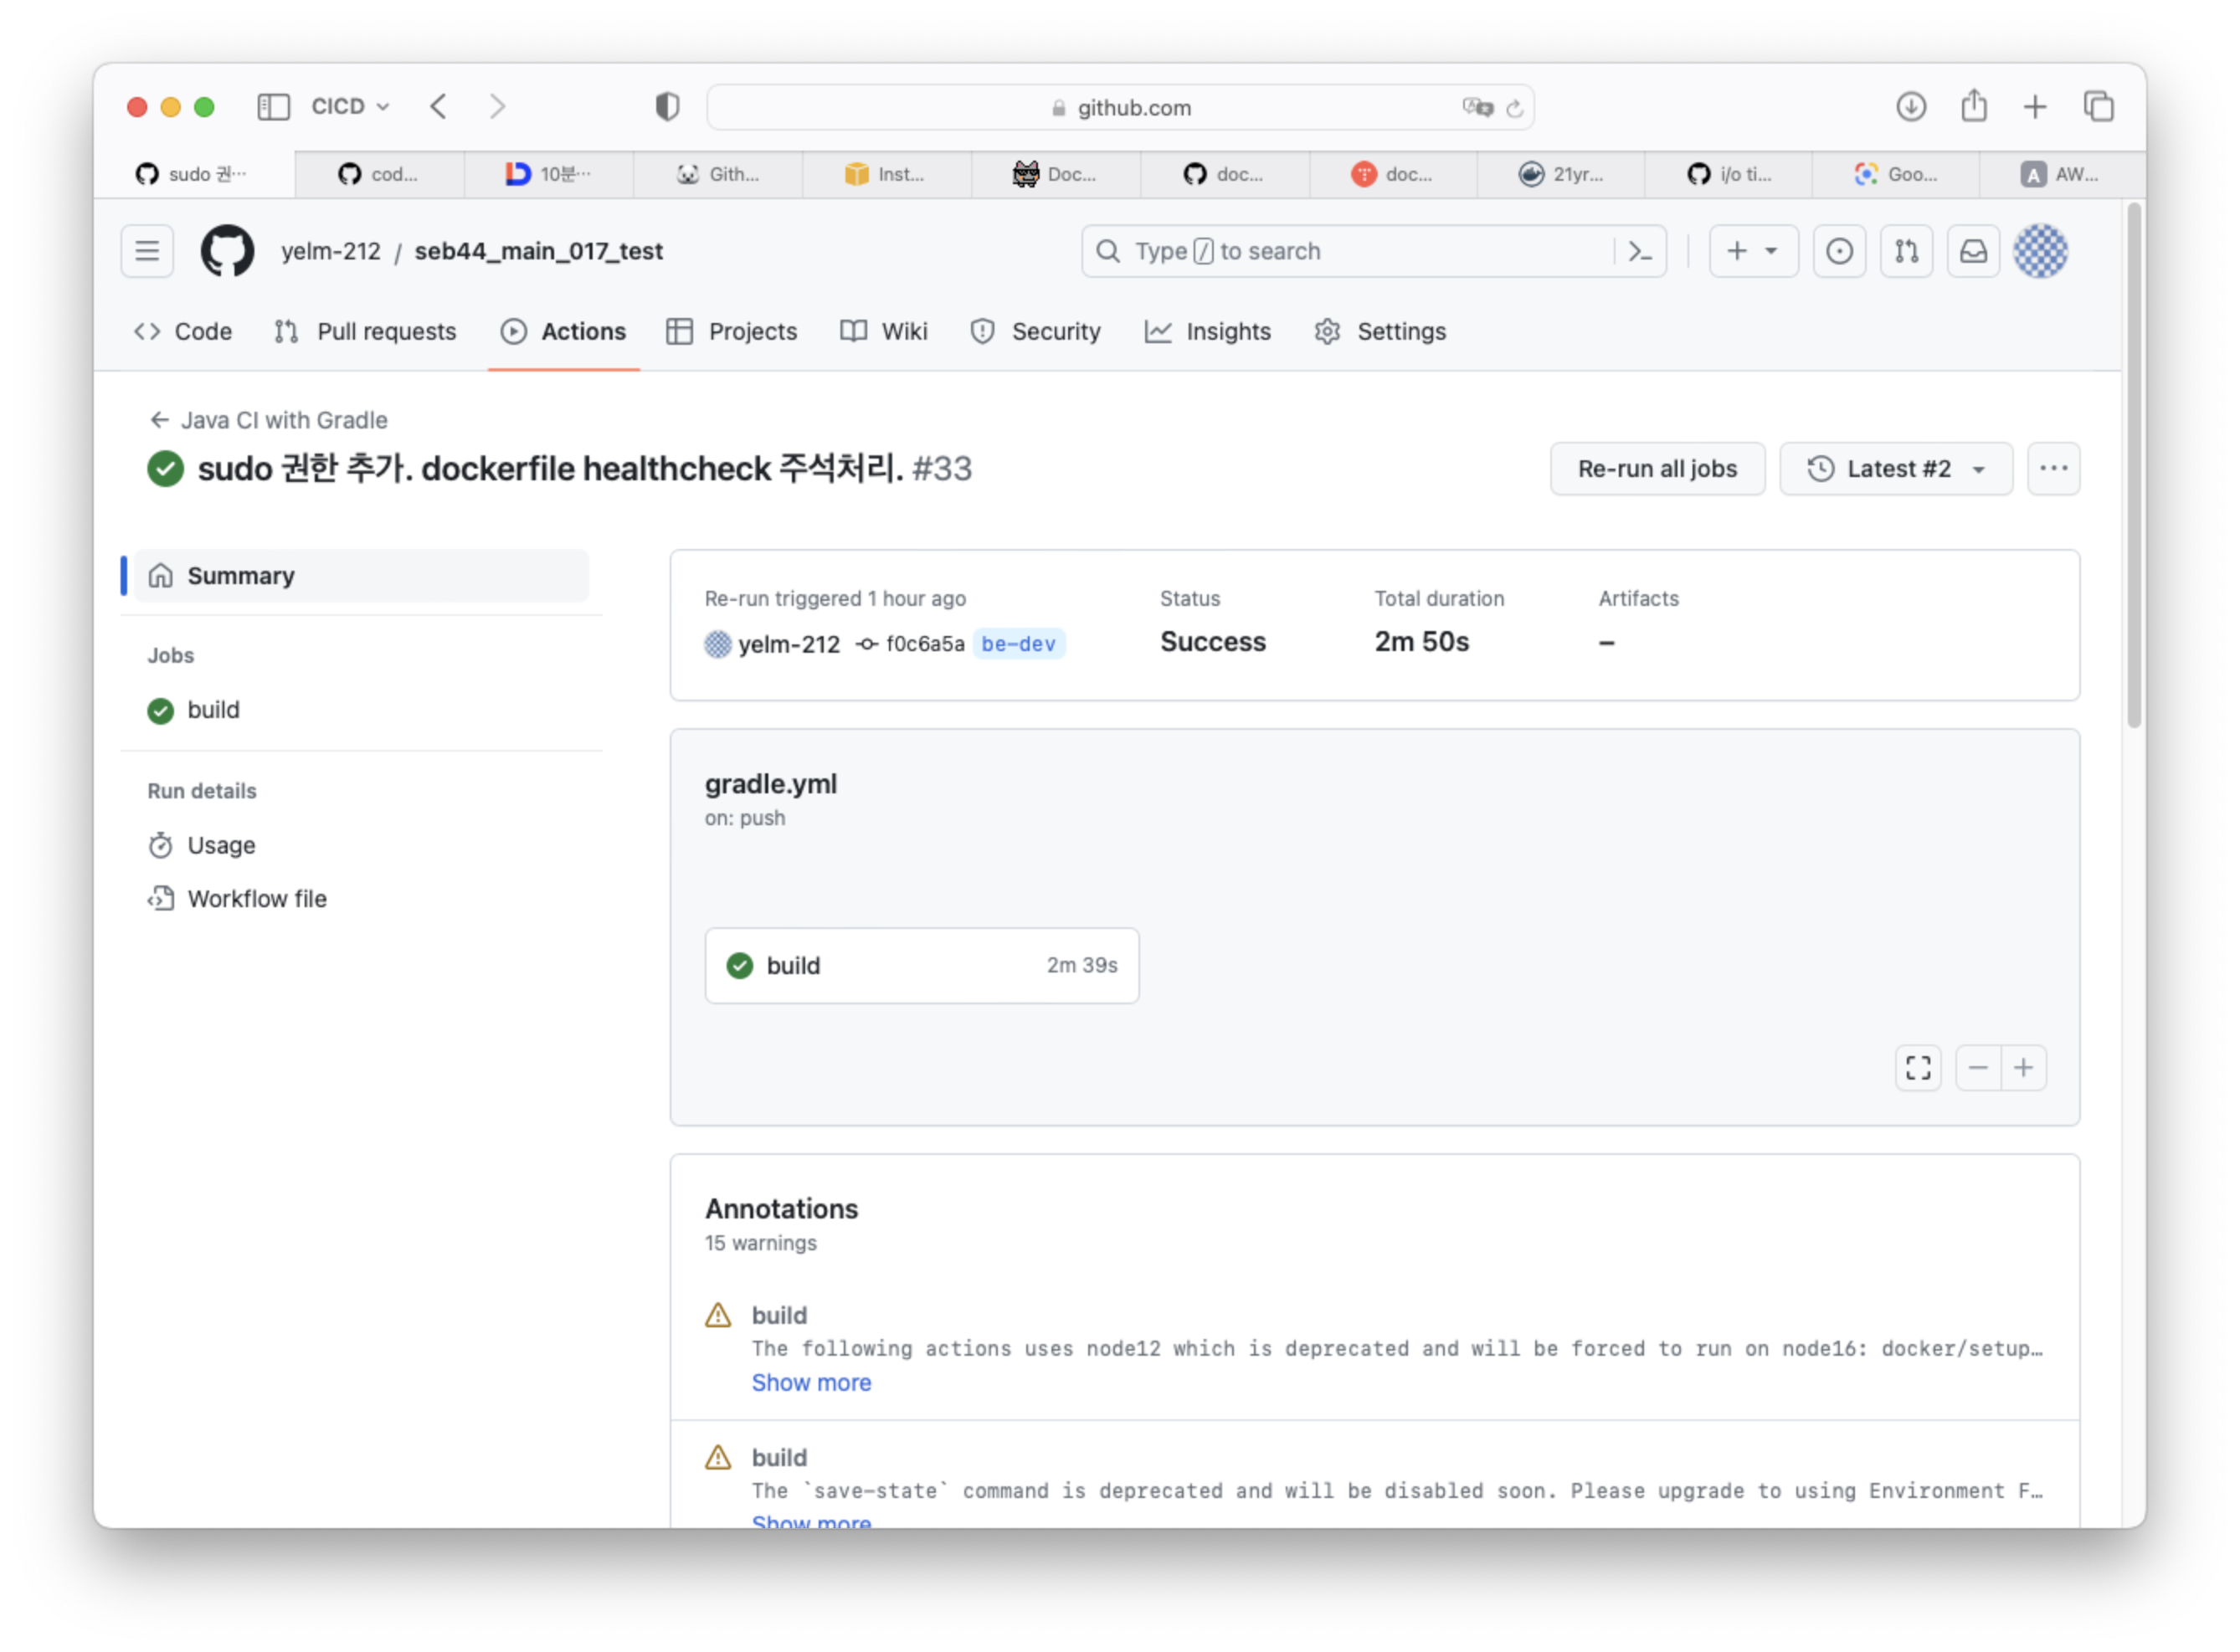 CICD
github.com
sudo 권…
cod...
10분…
Gith...
Inst...
Doc...
doc...
doc...
21yr...
i/o ti...
Goo...
A AW...
yelm-212 / seb44_main_017_test
Type / to search
Code
Pull requests
Actions
Projects
Wiki
Security
Insights
Settings
← Java CI with Gradle
sudo 권한 추가. dockerfile healthcheck 주석처리. #33
Re-run all jobs
Latest #2
Summary
Jobs
build
Run details
Usage
Workflow file
Re-run triggered 1 hour ago
yelm-212 f0c6a5a be-dev
Status
Success
Total duration
2m 50s
Artifacts
–
gradle.yml
on: push
build 2m 39s
Annotations
15 warnings
build
The following actions uses node12 which is deprecated and will be forced to run on node16: docker/setup…
Show more
build
The `save-state` command is deprecated and will be disabled soon. Please upgrade to using Environment F…
Show more